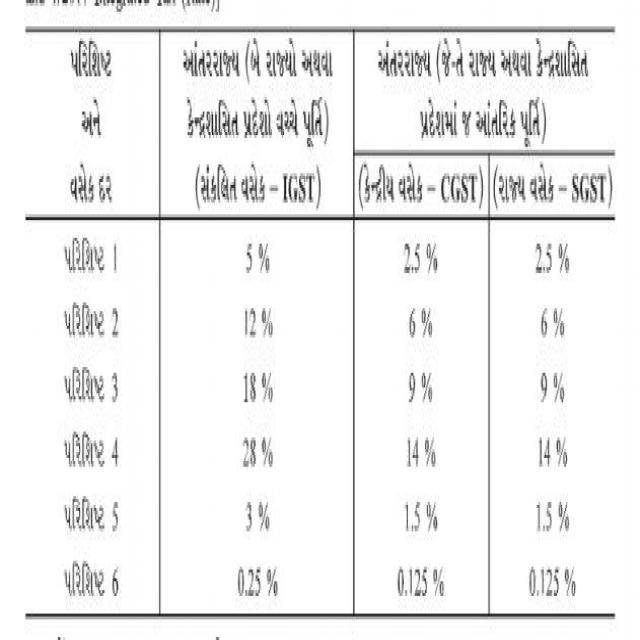 પરિશિષ્ટ આંતરરાજ્ય (બે રાજ્યો અથવા અંતરરાજ્ય (જે-તે રાજ્ય અથવા કેન્દ્રશાસિત
અને કેન્દ્રશાસિત પ્રદેશો વચ્ચે પૂર્તિ) પ્રદેશમાં જ આંતરિક પૂર્તિ)
વસેક દર (સંકલિત વસેક – IGST) (કેન્દ્રીય વસેક – CGST) (રાજ્ય વસેક – SGST)
પરિશિષ્ટ 1 5 % 2.5 % 2.5 %
પરિશિષ્ટ 2 12 % 6 % 6 %
પરિશિષ્ટ 3 18 % 9 % 9 %
પરિશિષ્ટ 4 28 % 14 % 14 %
પરિશિષ્ટ 5 3 % 1.5 % 1.5 %
પરિશિષ્ટ 6 0.25 % 0.125 % 0.125 %